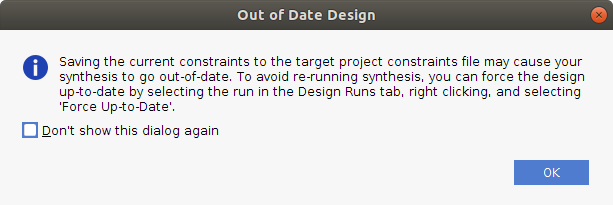 Out of Date Design
Saving the current constraints to the target project constraints file may cause your
synthesis to go out-of-date. To avoid re-running synthesis, you can force the design
up-to-date by selecting the run in the Design Runs tab, right clicking, and selecting
'Force Up-to-Date'.
Don't show this dialog again
OK